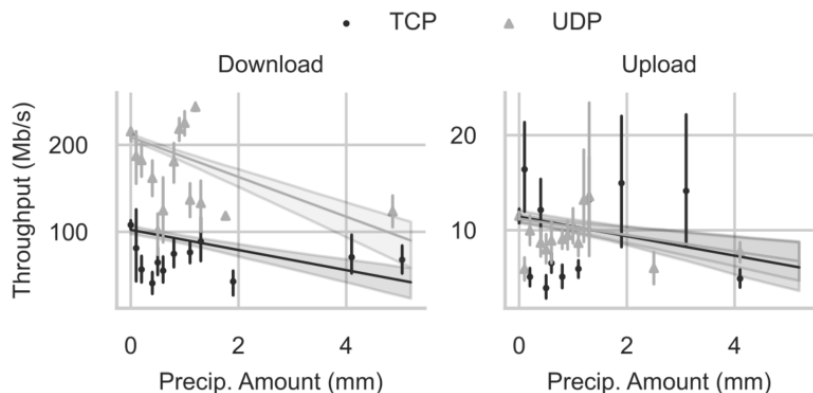 TCP UDP
Download Upload
Throughput (Mb/s)
200
100
20
10
0 2 4
0 2 4
Precip. Amount (mm) Precip. Amount (mm)